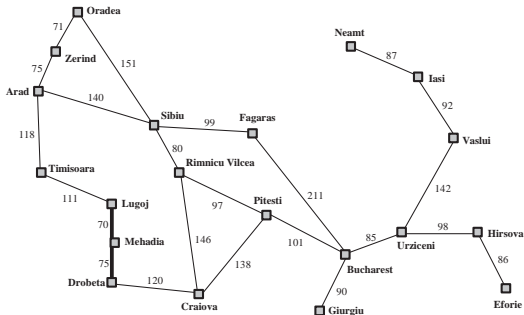 Oradea
71
Neamt
Zerind
87
151
75
Iasi
Arad
140
92
Sibiu
Fagaras
99
118
Vaslui
80
Rimnicu Vilcea
Timisoara
142
111
211
Lugoj
97
Pitesti
70
98
Hirsova
85
Mehadia
146
101
Urziceni
86
75
138
Bucharest
120
Drobeta
90
Eforie
Craiova
Giurgiu